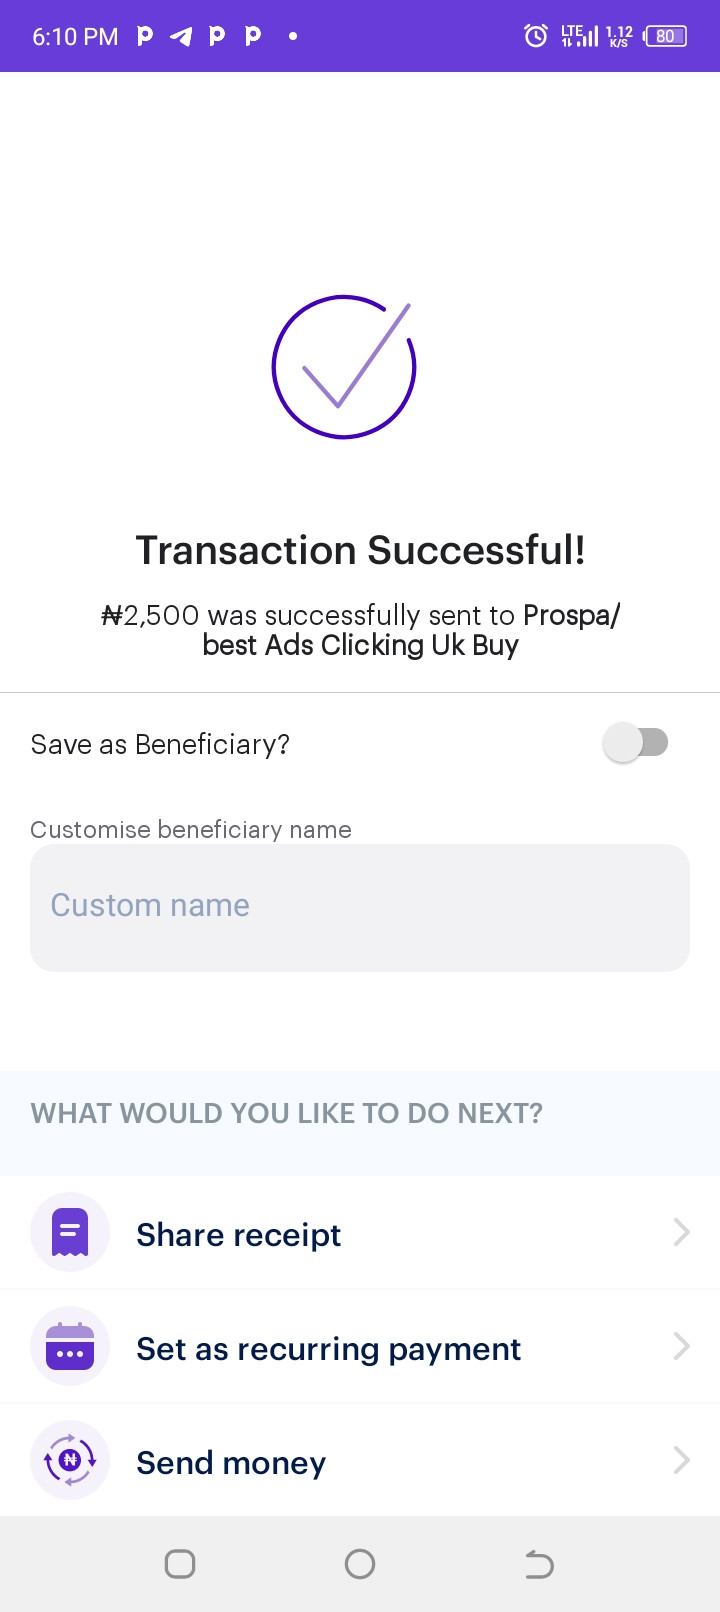 6:10 PM
LTE
1.12
K/S
80
Transaction Successful!
₦2,500 was successfully sent to Prospa/
best Ads Clicking Uk Buy
Save as Beneficiary?
Customise beneficiary name
Custom name
WHAT WOULD YOU LIKE TO DO NEXT?
Share receipt
Set as recurring payment
₦
Send money